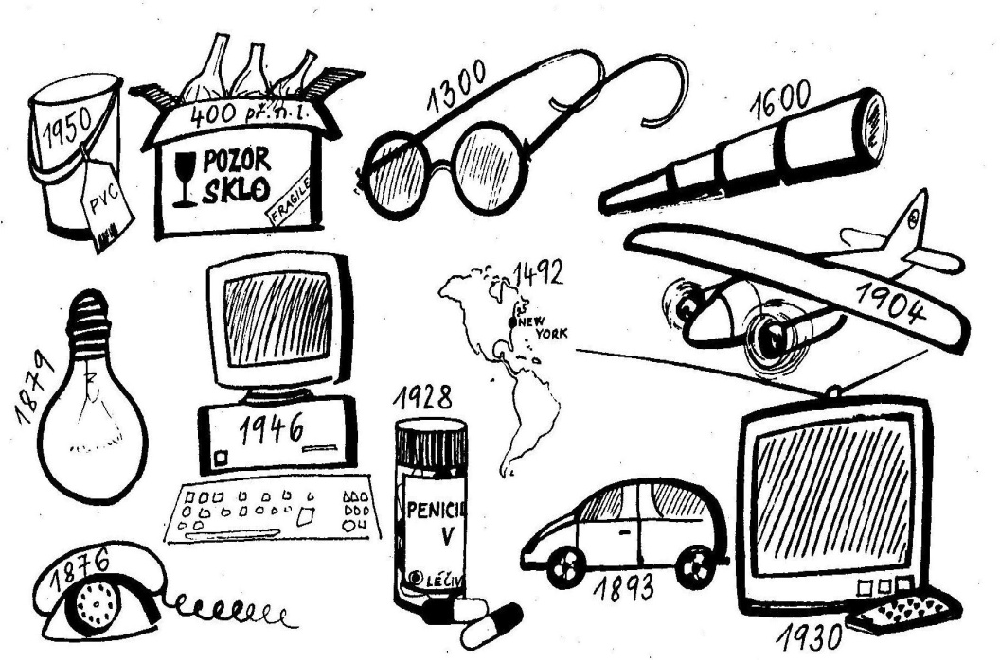 1950
PVC
400 př.n.l.
POZOR
SKLO
FRAGILE
1300
1600
1904
1492
NEW
YORK
1879
1946
1928
PENICIL
V
LÉČIV
1893
1876
1930